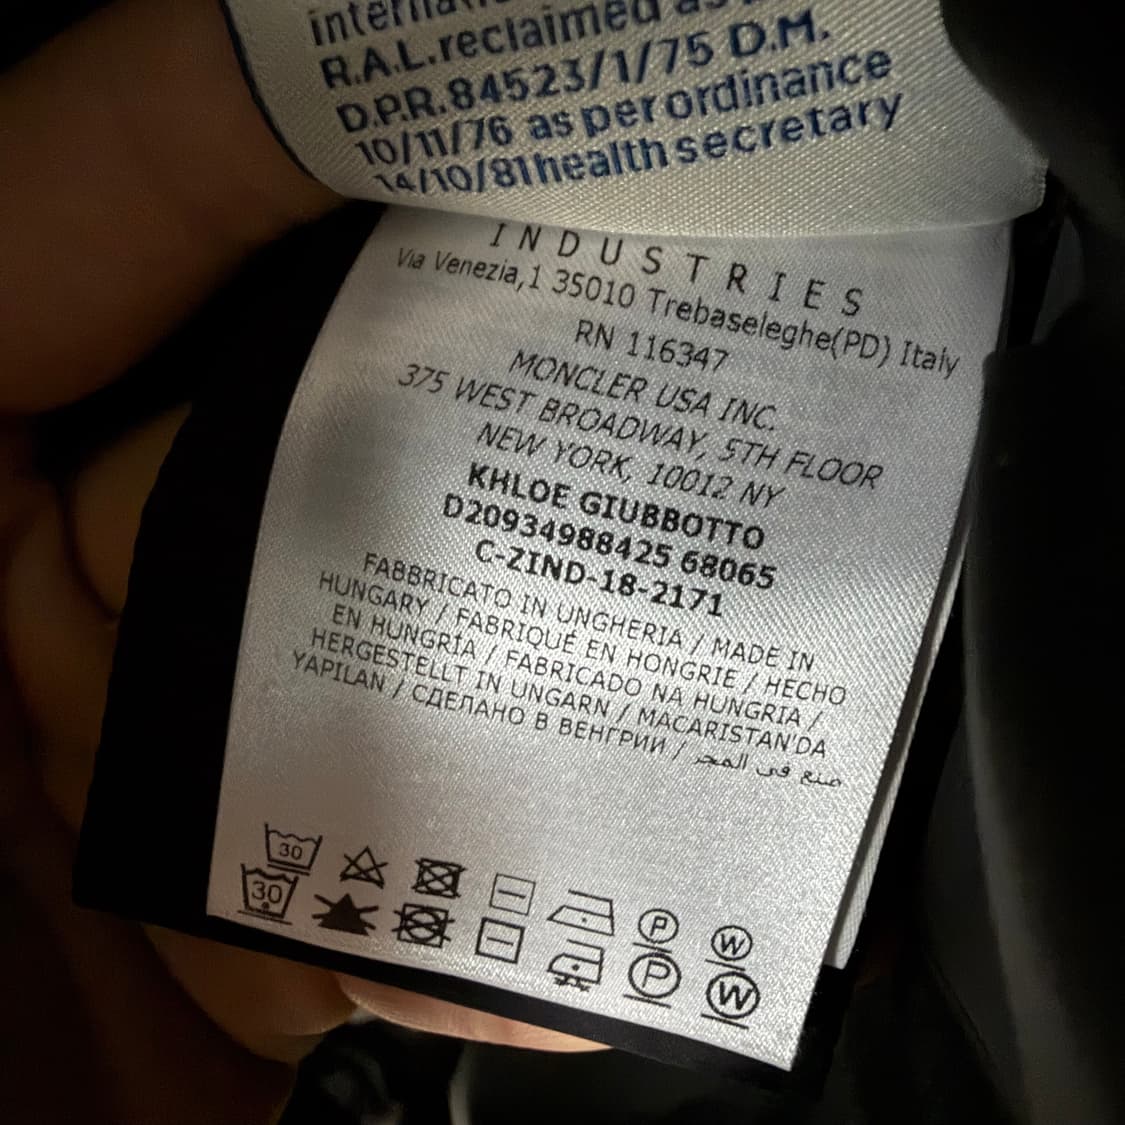 R.A.L. reclaimed
D.P.R. 84523/1/75 D.M.
10/11/76 as per ordinance
14/10/81 health secretary
INDUSTRIES
Via Venezia,1 35010 Trebaseleghe(PD) Italy
RN 116347
MONCLER USA INC.
375 WEST BROADWAY, 5TH FLOOR
NEW YORK, 10012 NY
KHLOE GIUBBOTTO
D20934988425 68065
C-ZIND-18-2171
FABBRICATO IN UNGHERIA / MADE IN
HUNGARY / FABRIQUÉ EN HONGRIE / HECHO
EN HUNGRÍA / FABRICADO NA HUNGRIA /
HERGESTELLT IN UNGARN / MACARISTAN'DA
YAPILAN / СДЕЛАНО В ВЕНГРИИ / صنع في المجر
30 P W
30 P W